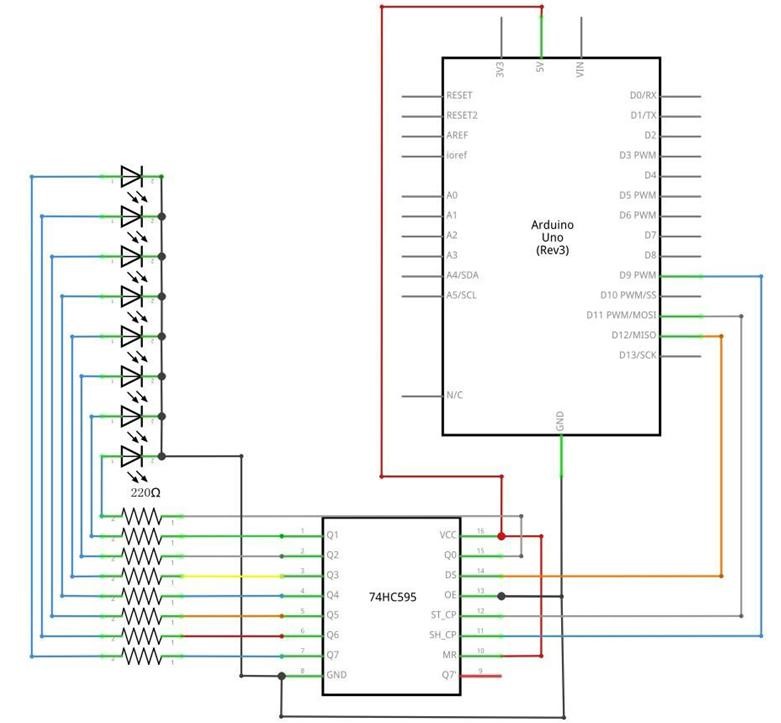 3V3
5V
VIN
RESET
RESET2
AREF
ioref
A0
A1
A2
A3
A4/SDA
A5/SCL
N/C
Arduino
Uno
(Rev3)
D0/RX
D1/TX
D2
D3 PWM
D4
D5 PWM
D6 PWM
D7
D8
D9 PWM
D10 PWM/SS
D11 PWM/MOSI
D12/MISO
D13/SCK
GND
220Ω
74HC595
1 Q1
2 Q2
3 Q3
4 Q4
5 Q5
6 Q6
7 Q7
8 GND
VCC 16
Q0 15
DS 14
OE 13
ST_CP 12
SH_CP 11
MR 10
Q7' 9